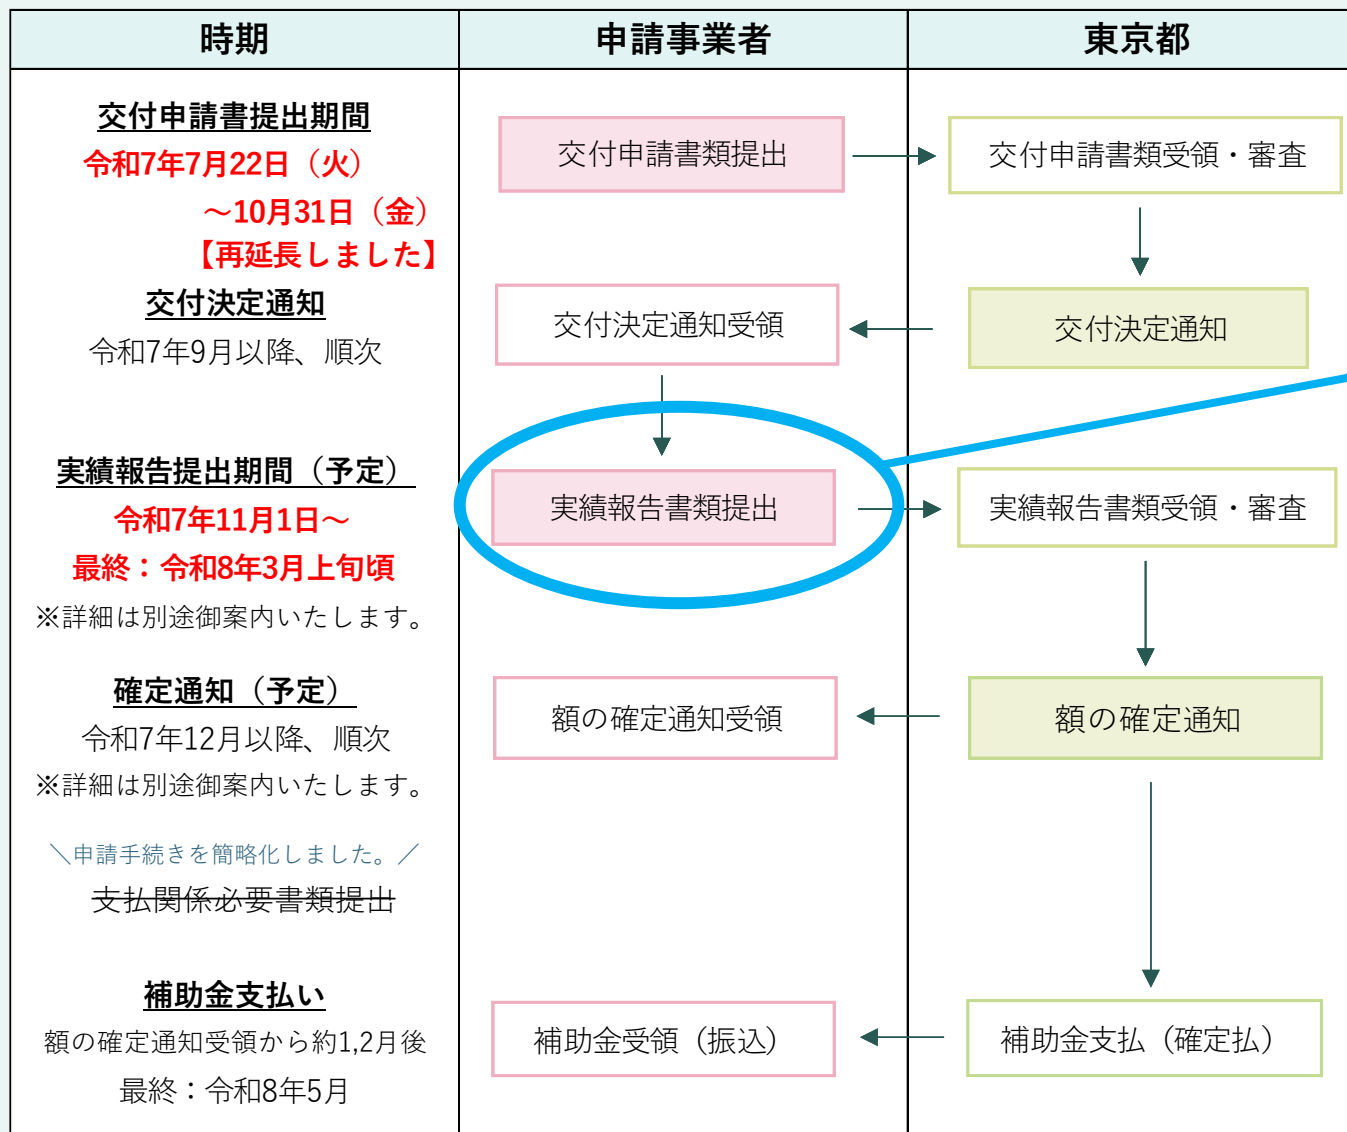 時期
申請事業者
東京都
交付申請書提出期間
令和7年7月22日（火）
～10月31日（金）
【再延長しました】
交付申請書類提出
交付申請書類受領・審査
交付決定通知
令和7年9月以降、順次
交付決定通知受領
交付決定通知
実績報告提出期間（予定）
令和7年11月1日～
最終：令和8年3月上旬頃
※詳細は別途御案内いたします。
実績報告書類提出
実績報告書類受領・審査
確定通知（予定）
令和7年12月以降、順次
※詳細は別途御案内いたします。
額の確定通知受領
額の確定通知
＼申請手続きを簡略化しました。／
支払関係必要書類提出
補助金支払い
額の確定通知受領から約1,2月後
最終：令和8年5月
補助金受領（振込）
補助金支払（確定払）